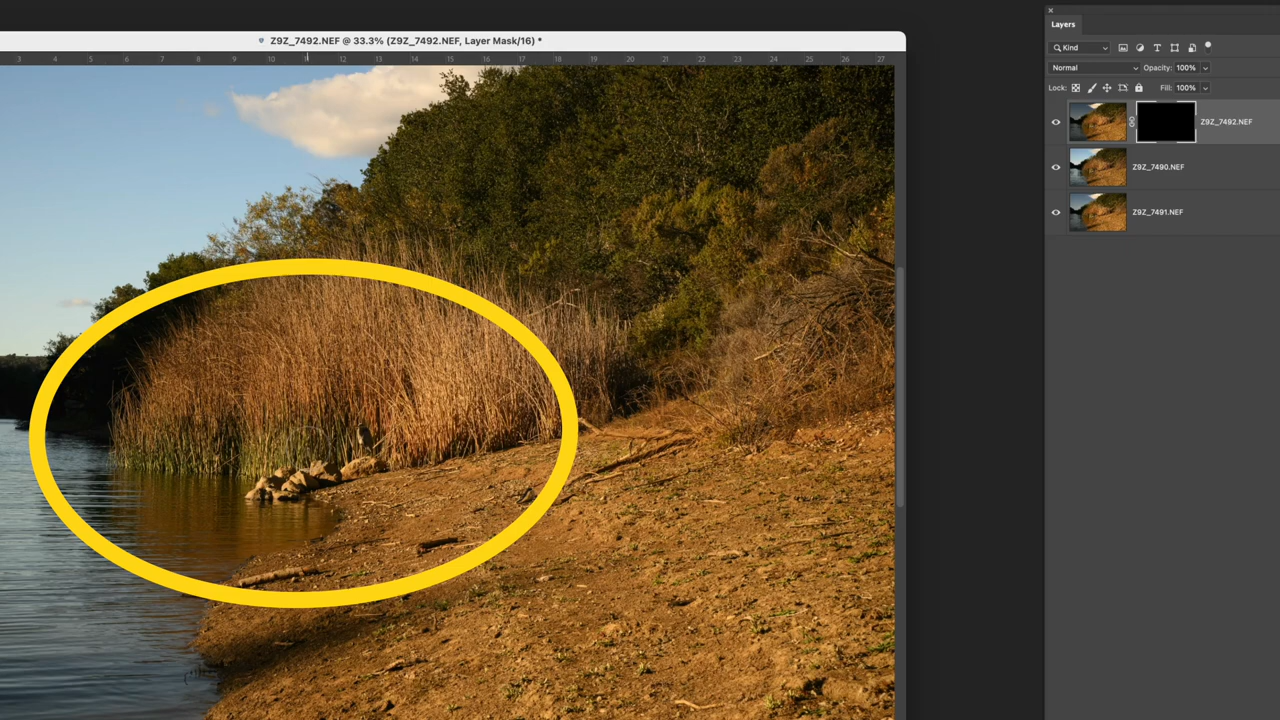 Layers
Z9Z_7492.NEF @ 33.3% (Z9Z_7492.NEF, Layer Mask/16) *
Kind
3 4 5 6 7 8 9 10 11 12 13 14 15 16 17 18 19 20 21 22 23 24 25 26 27
Normal Opacity: 100%
Lock: Fill: 100%
Z9Z_7492.NEF
Z9Z_7490.NEF
Z9Z_7491.NEF